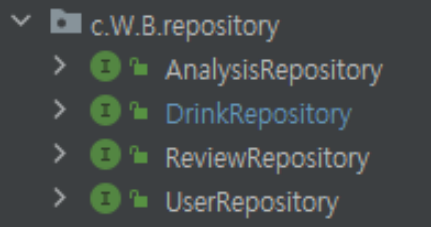 c.W.B.repository
I AnalysisRepository
I DrinkRepository
I ReviewRepository
I UserRepository